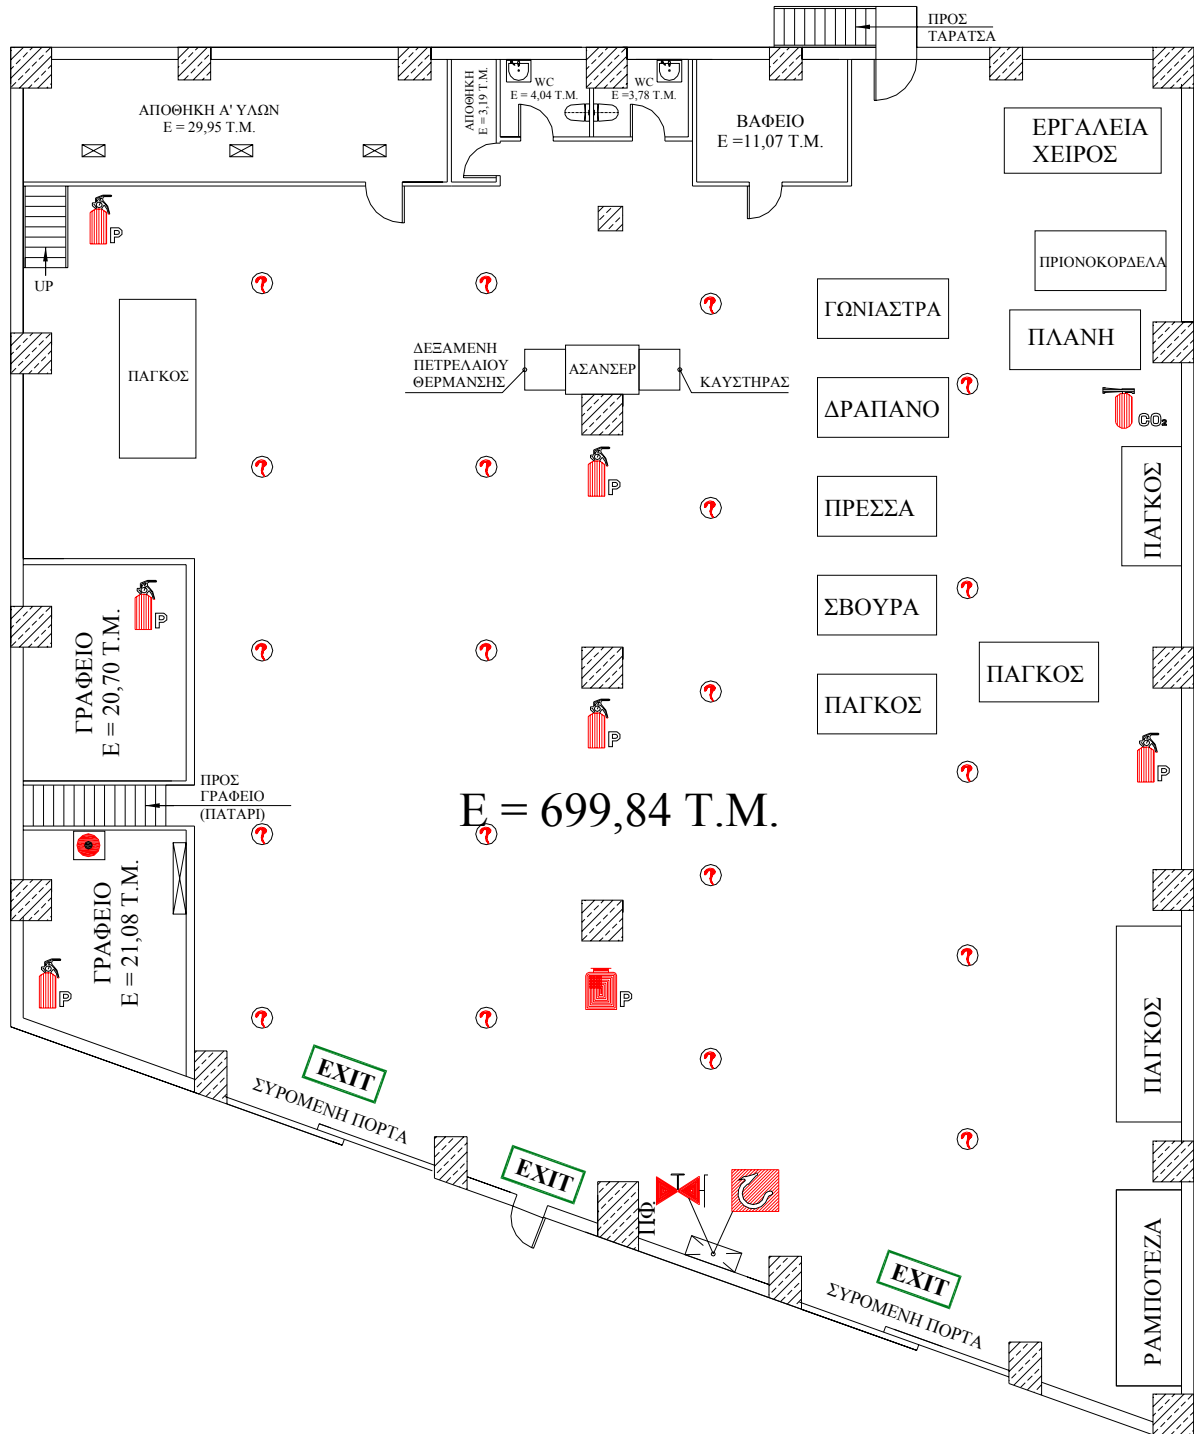 ΠΡΟΣ
ΤΑΡΑΤΣΑ
ΑΠΟΘΗΚΗ Α' ΥΛΩΝ
Ε = 29,95 Τ.Μ.
ΑΠΟΘΗΚΗ
Ε = 3,19 Τ.Μ.
WC
Ε = 4,04 Τ.Μ.
WC
Ε =3,78 Τ.Μ.
ΒΑΦΕΙΟ
Ε =11,07 Τ.Μ.
ΕΡΓΑΛΕΙΑ
ΧΕΙΡΟΣ
P
UP
ΠΡΙΟΝΟΚΟΡΔΕΛΑ
ΓΩΝΙΑΣΤΡΑ
ΠΛΑΝΗ
ΠΑΓΚΟΣ
ΔΕΞΑΜΕΝΗ
ΠΕΤΡΕΛΑΙΟΥ
ΘΕΡΜΑΝΣΗΣ
ΑΣΑΝΣΕΡ
ΚΑΥΣΤΗΡΑΣ
ΔΡΑΠΑΝΟ
CO₂
P
ΠΡΕΣΣΑ
ΠΑΓΚΟΣ
P
ΓΡΑΦΕΙΟ
Ε = 20,70 Τ.Μ.
ΣΒΟΥΡΑ
ΠΑΓΚΟΣ
ΠΑΓΚΟΣ
P
P
ΠΡΟΣ
ΓΡΑΦΕΙΟ
(ΠΑΤΑΡΙ)
Ε = 699,84 Τ.Μ.
ΓΡΑΦΕΙΟ
Ε = 21,08 Τ.Μ.
P
P
ΠΑΓΚΟΣ
EXIT
ΣΥΡΟΜΕΝΗ ΠΟΡΤΑ
EXIT
ΠΦ.
EXIT
ΣΥΡΟΜΕΝΗ ΠΟΡΤΑ
ΡΑΜΠΟΤΕΖΑ